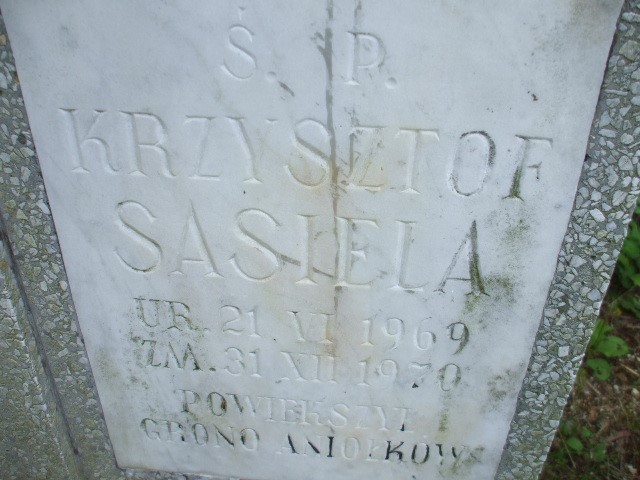 Ś. P.
KRZYSZTOF
SASIELA
UR. 21. VI 1969
ZM. 31 XII 1970
POWIĘKSZYŁ
GRONO ANIOŁKÓW